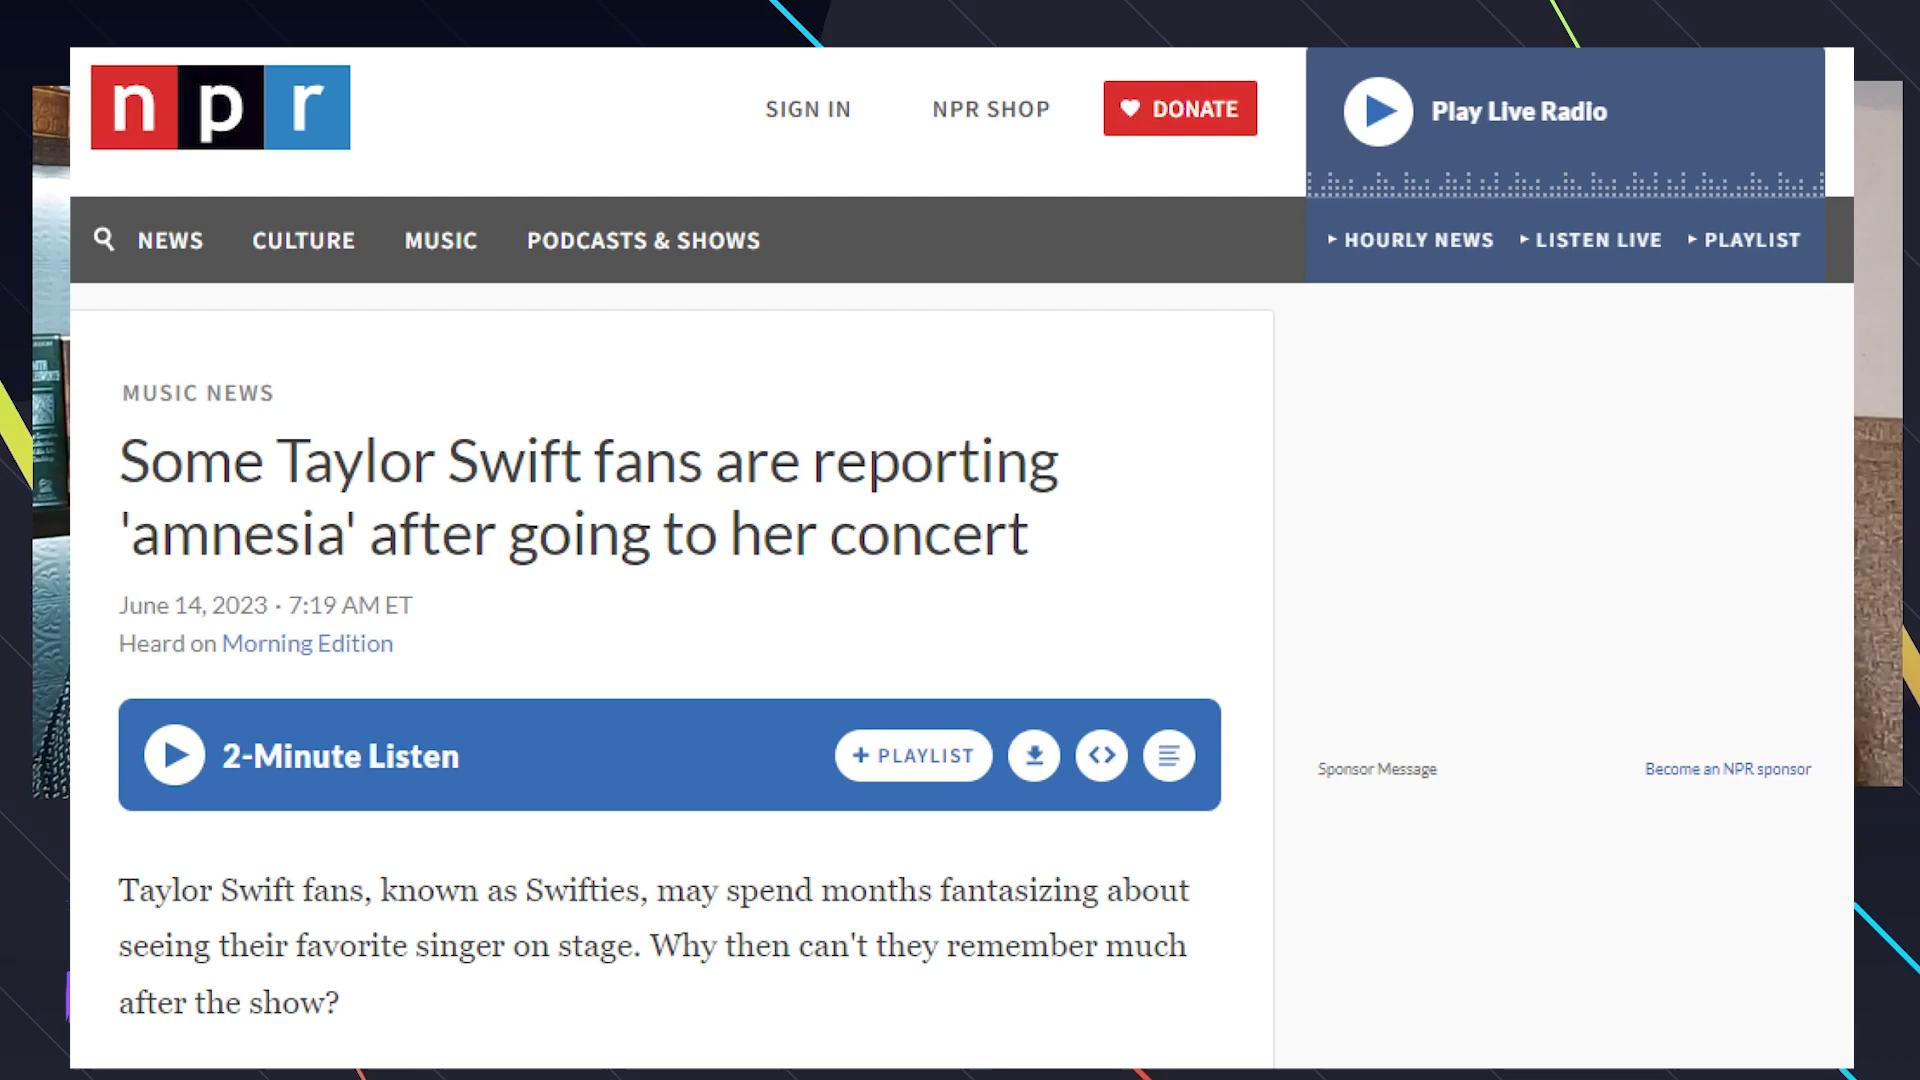 npr
SIGN IN
NPR SHOP
DONATE
Play Live Radio
NEWS
CULTURE
MUSIC
PODCASTS & SHOWS
HOURLY NEWS
LISTEN LIVE
PLAYLIST
MUSIC NEWS
Some Taylor Swift fans are reporting
'amnesia' after going to her concert
June 14, 2023 · 7:19 AM ET
Heard on Morning Edition
2-Minute Listen
+ PLAYLIST
Sponsor Message
Become an NPR sponsor
Taylor Swift fans, known as Swifties, may spend months fantasizing about
seeing their favorite singer on stage. Why then can't they remember much
after the show?